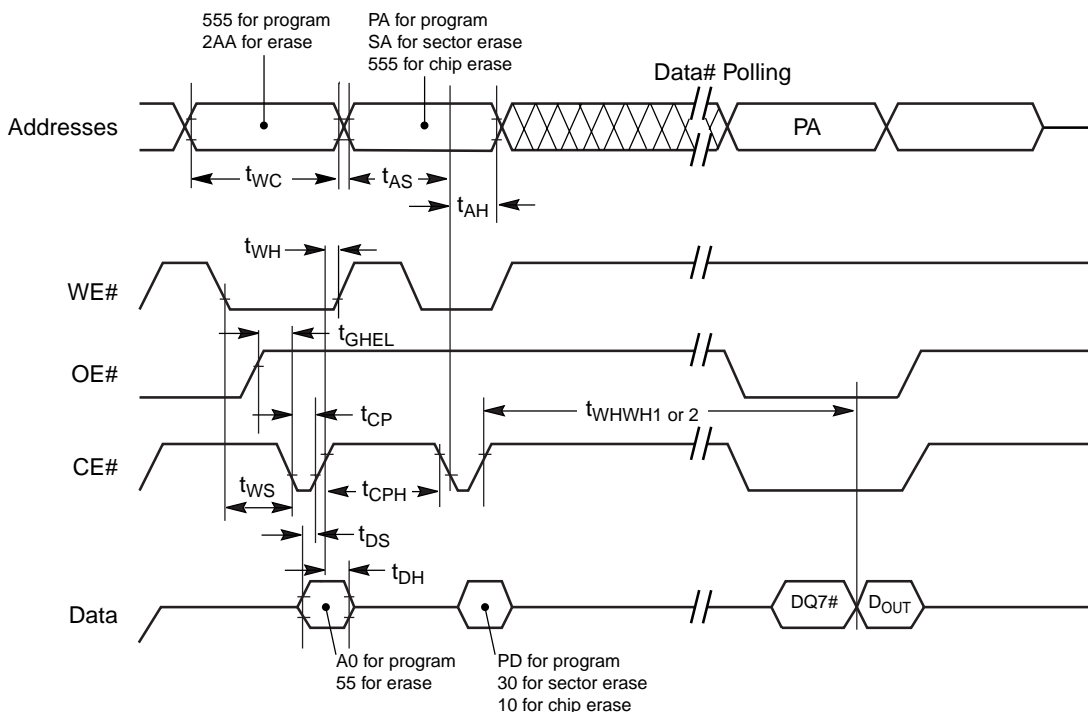 555 for program
2AA for erase
PA for program
SA for sector erase
555 for chip erase
Data# Polling
Addresses
PA
tWC
tAS
tAH
tWH
WE#
tGHEL
OE#
tWHWH1 or 2
tCP
CE#
tWS
tCPH
tDS
tDH
Data
DQ7#
DOUT
A0 for program
55 for erase
PD for program
30 for sector erase
10 for chip erase